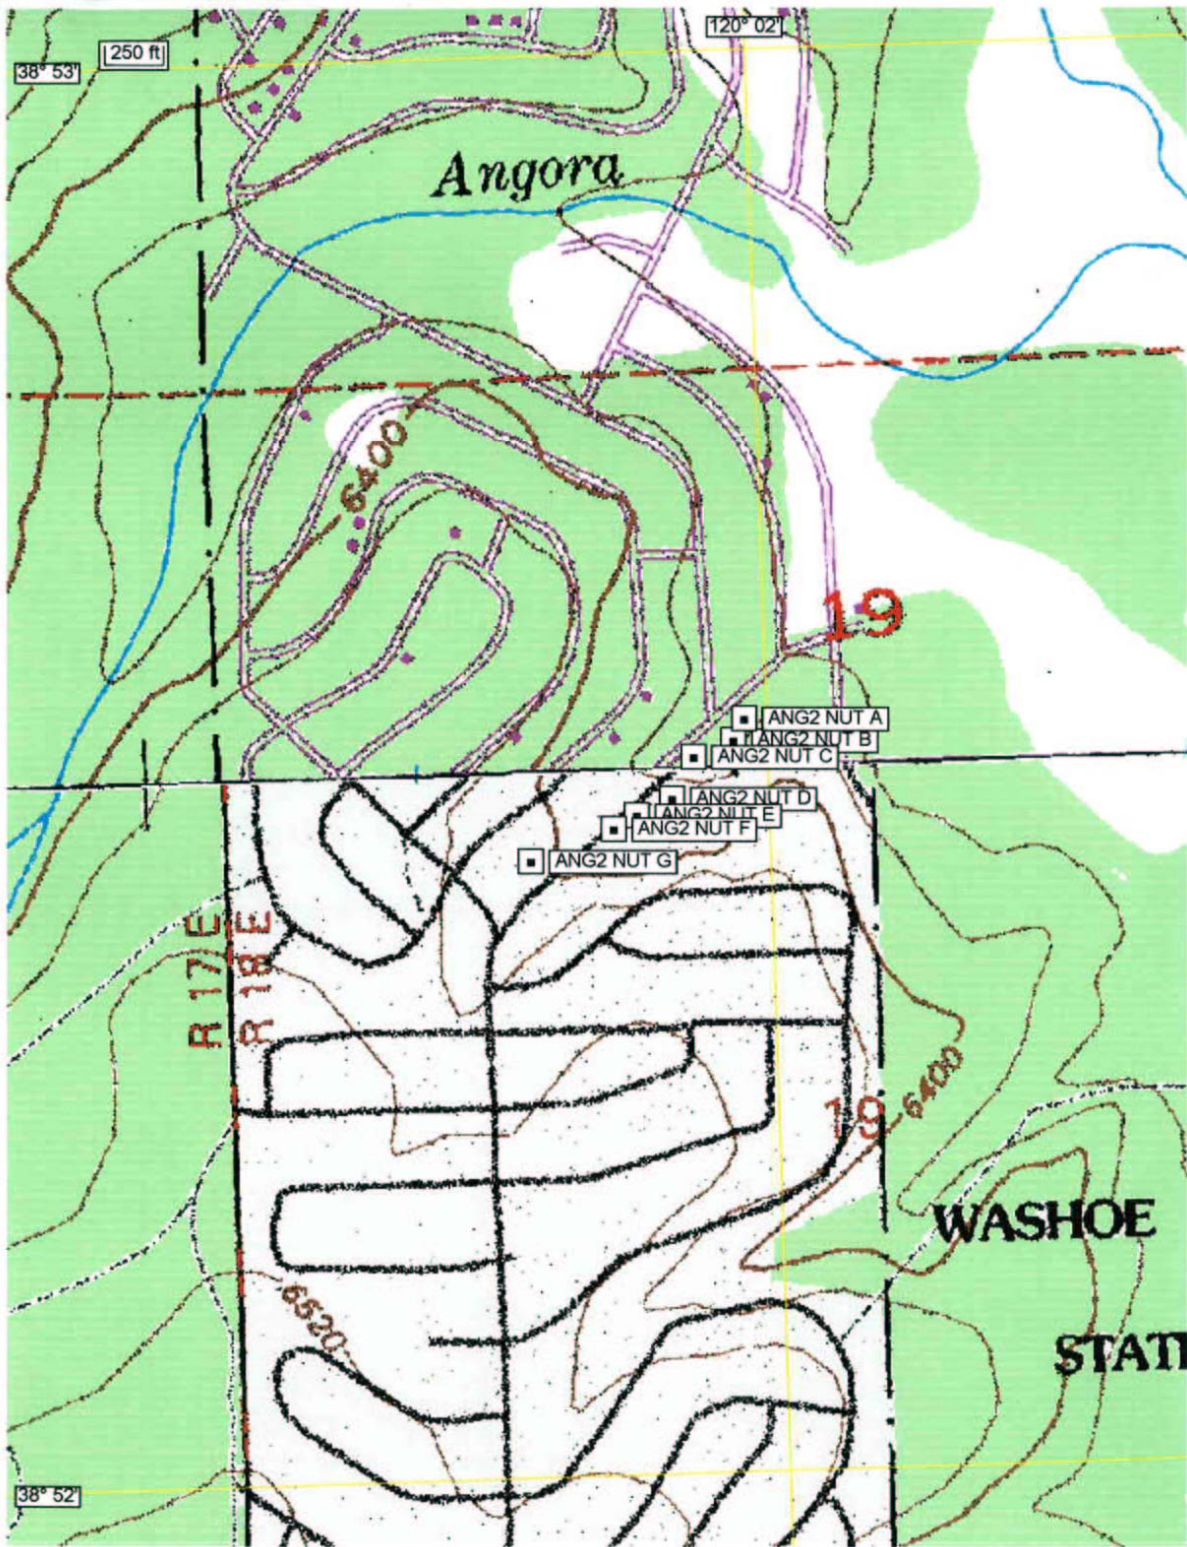 120° 02'
250 ft
38° 53'
Angora
6400
19
ANG2 NUT A
ANG2 NUT B
ANG2 NUT C
ANG2 NUT D
ANG2 NUT E
ANG2 NUT F
ANG2 NUT G
R 17 E
R 18 E
6400
19
WASHOE
6520
STATE
38° 52'